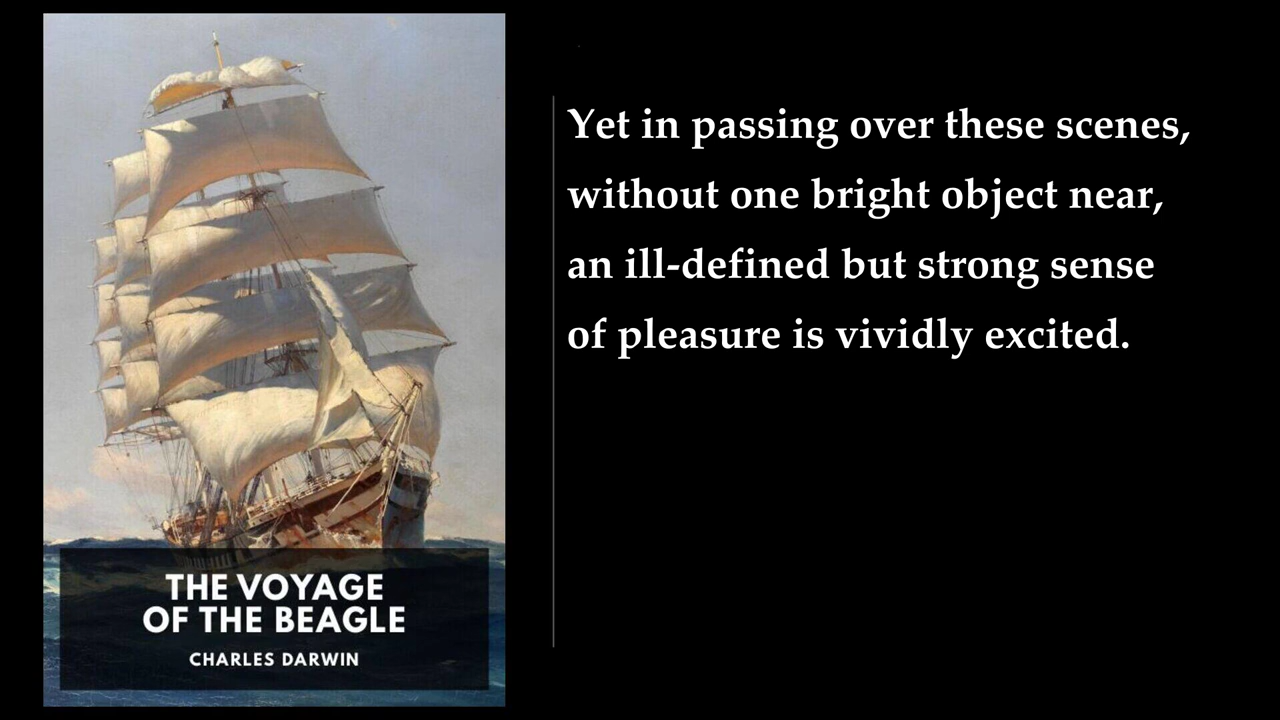 Yet in passing over these scenes,
without one bright object near,
an ill-defined but strong sense
of pleasure is vividly excited.
THE VOYAGE
OF THE BEAGLE
CHARLES DARWIN